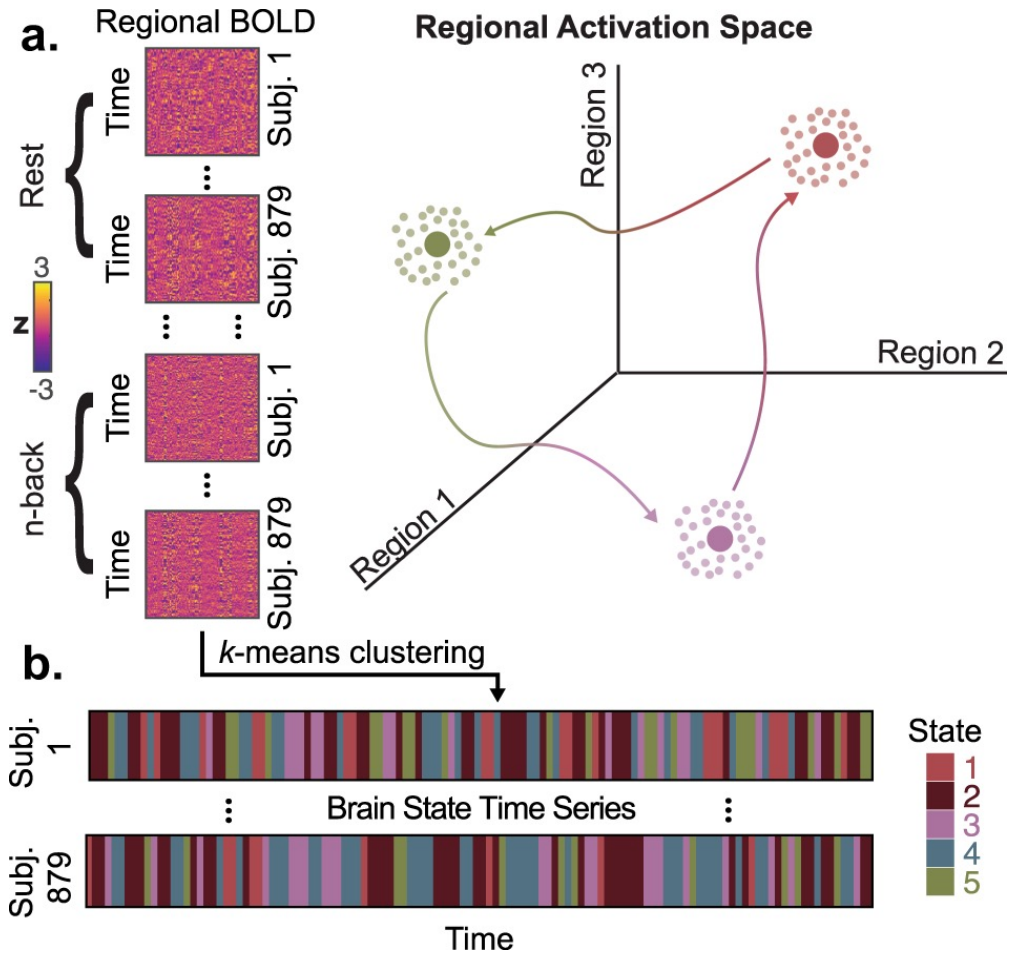 a.
Regional BOLD
Regional Activation Space
Rest
Time
Subj. 1
Time
Subj. 879
3
z
-3
n-back
Time
Subj. 1
Time
Subj. 879
Region 3
Region 2
Region 1
k-means clustering
b.
Subj.
1
Brain State Time Series
Subj.
879
Time
State
1
2
3
4
5